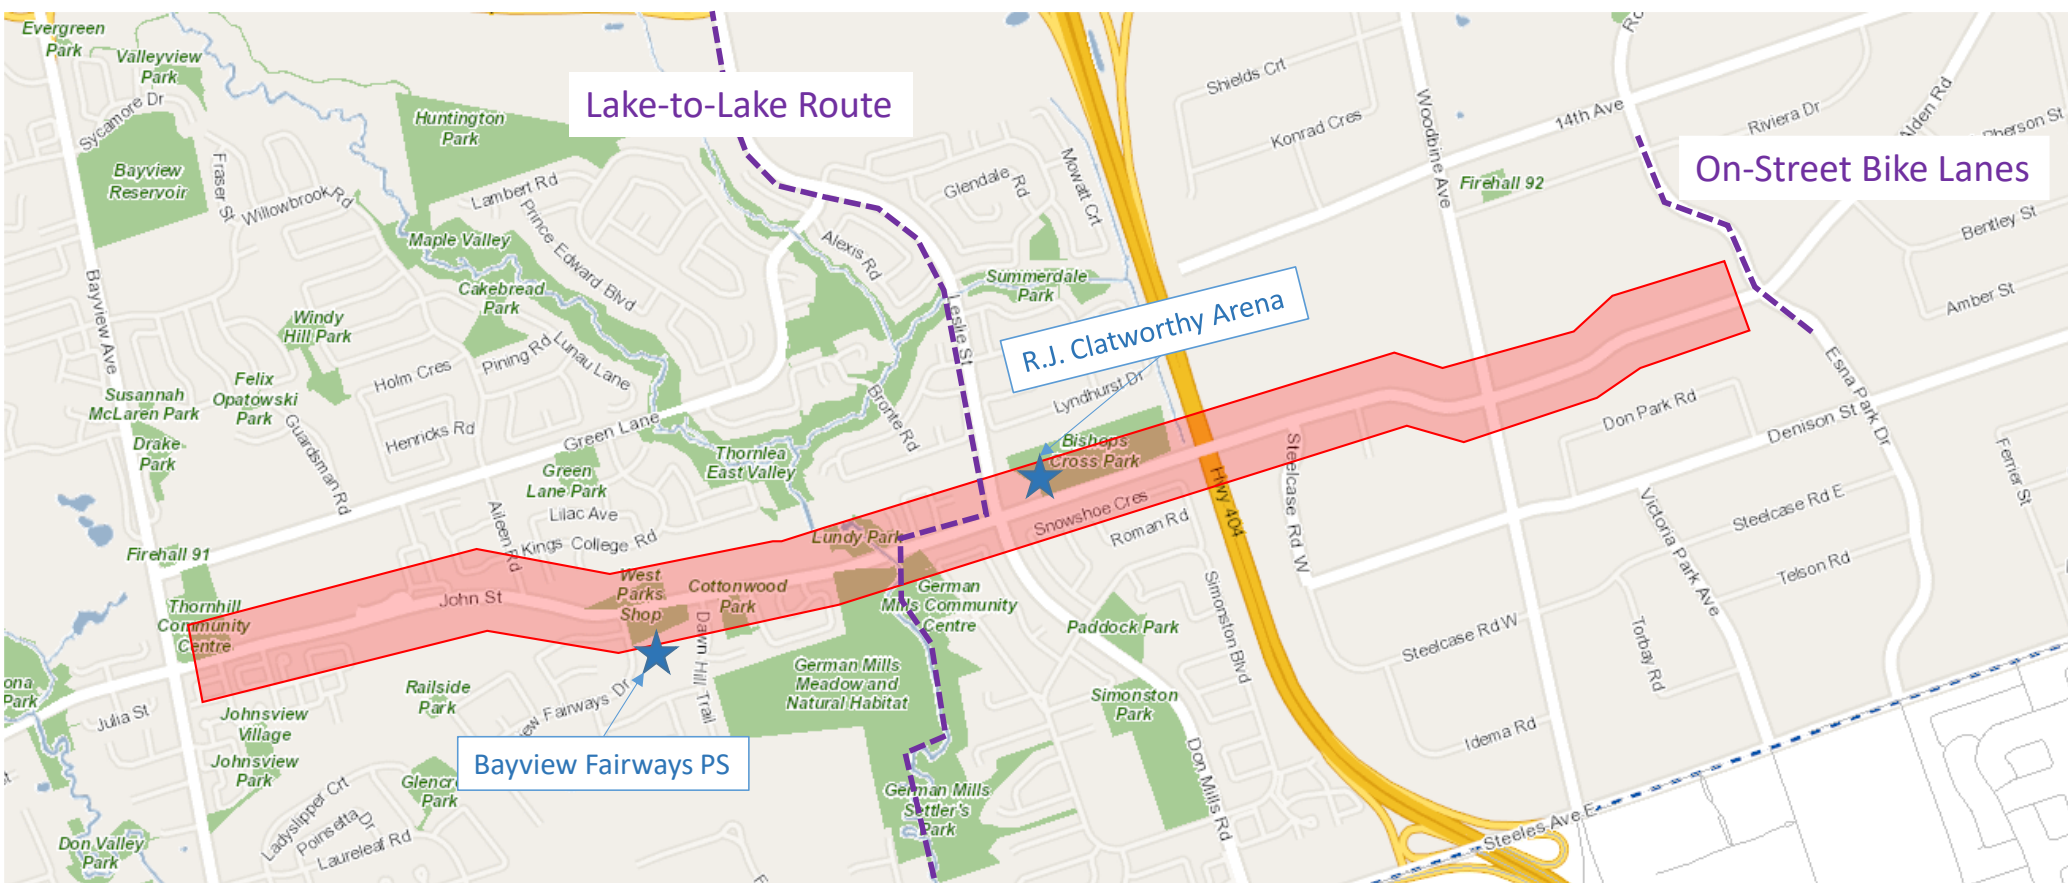 Evergreen
Park
Valleyview
Park
Sycamore Dr
Bayview
Reservoir
Fraser St
Willowbrook Rd
Huntington
Park
Lake-to-Lake Route
Lambert Rd
Prince Edward Blvd
Maple Valley
Cakebread
Park
Glendale Rd
Mowatt Crt
Alexis Rd
Summerdale
Park
Leslie St
Shields Crt
Konrad Cres
Woodbine Ave
14th Ave
Riviera Dr
Alden Rd
On-Street Bike Lanes
Firehall 92
Bentley St
Amber St
Bayview Ave
Windy
Hill Park
Holm Cres
Pining Rd
Lunau Lane
Felix
Opatowski
Park
Susannah
McLaren Park
Drake
Park
Guardsman Rd
Henricks Rd
Green Lane
Green
Lane Park
Lilac Ave
Aileen Rd
Kings College Rd
Thornlea
East Valley
Bronte Rd
R.J. Clatworthy Arena
Lyndhurst Dr
Bishops
Cross Park
Snowshoe Cres
Roman Rd
Hwy 404
Steelcase Rd W
Don Park Rd
Denison St
Esna Park Dr
Ferrier St
Steelcase Rd E
Victoria Park Ave
Telson Rd
Torbay Rd
Steelcase Rd W
Idema Rd
Steeles Ave E
Firehall 91
Thornhill
Community
Centre
John St
West
Parks
Shop
Cottonwood
Park
Lundy Park
German
Mills Community
Centre
Dawn Hill Trail
German Mills
Meadow and
Natural Habitat
Paddock Park
Simonston Blvd
Simonston
Park
Don Mills Rd
German Mills
Settler's
Park
Julia St
Johnsview
Village
Johnsview
Park
Railside
Park
Fairways Dr
Bayview Fairways PS
Park
Ladyslipper Crt
Poinsetta Dr
Laureleaf Rd
Don Valley
Park
Park